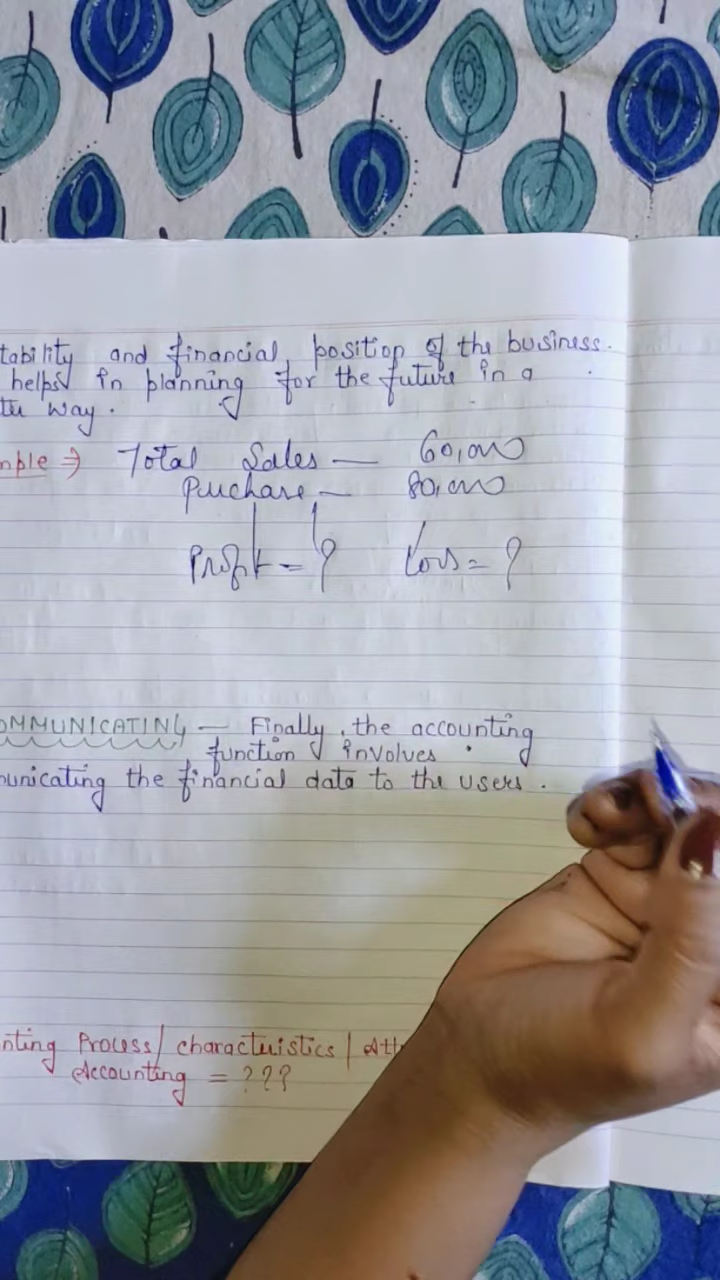 tability and financial position of the business.
helps in planning for the future in a
way.
mple ⇒ Total Sales — 60,000
Purchase — 80,000
Profit = ? Loss = ?
OMMUNICATING — Finally, the accounting
function involves
unicating the financial data to the users.
nting Process / characteristics / Att
Accounting = ???